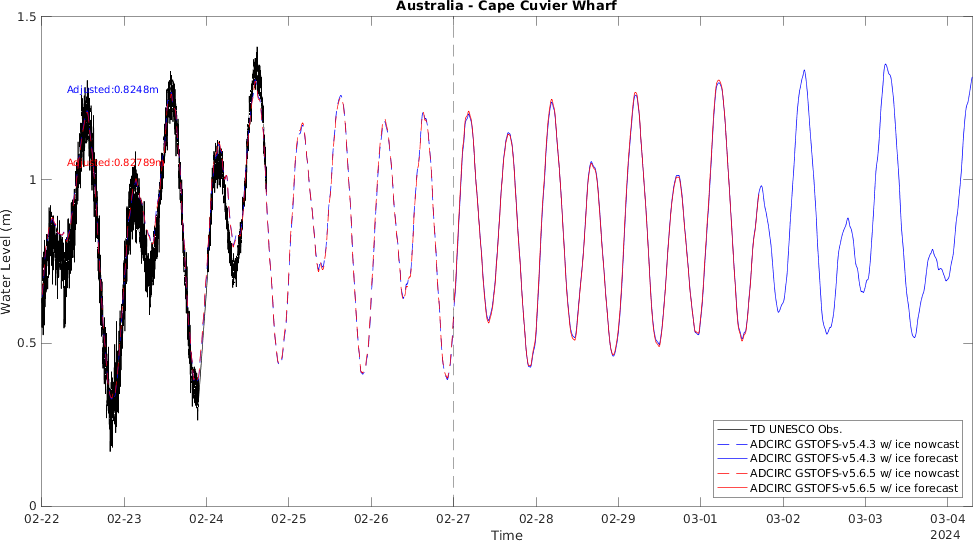 Australia - Cape Cuvier Wharf
1.5
Adjusted:0.8248m
Adjusted:0.82789m
1
Water Level (m)
0.5
TD UNESCO Obs.
ADCIRC GSTOFS-v5.4.3 w/ ice nowcast
ADCIRC GSTOFS-v5.4.3 w/ ice forecast
ADCIRC GSTOFS-v5.6.5 w/ ice nowcast
ADCIRC GSTOFS-v5.6.5 w/ ice forecast
0
02-22 02-23 02-24 02-25 02-26 02-27 02-28 02-29 03-01 03-02 03-03 03-04
Time
2024